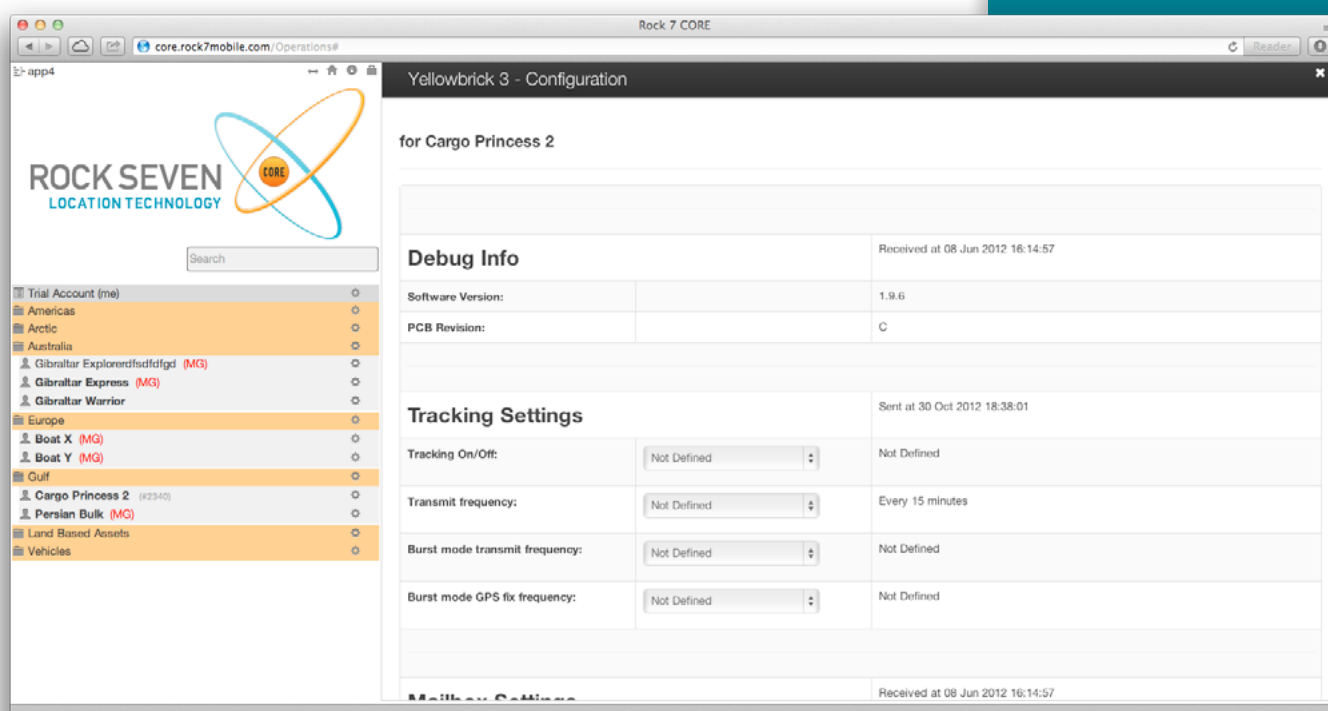 Rock 7 CORE
core.rock7mobile.com/Operations#
Reader
app4
ROCK SEVEN
CORE
LOCATION TECHNOLOGY
Search
Trial Account (me)
Americas
Arctic
Australia
Gibraltar Explorerdfsdfdfgd (MG)
Gibraltar Express (MG)
Gibraltar Warrior
Europe
Boat X (MG)
Boat Y (MG)
Gulf
Cargo Princess 2 (#2340)
Persian Bulk (MG)
Land Based Assets
Vehicles
Yellowbrick 3 - Configuration
for Cargo Princess 2
Debug Info Received at 08 Jun 2012 16:14:57
Software Version: 1.9.6
PCB Revision: C
Tracking Settings Sent at 30 Oct 2012 18:38:01
Tracking On/Off: Not Defined Not Defined
Transmit frequency: Not Defined Every 15 minutes
Burst mode transmit frequency: Not Defined Not Defined
Burst mode GPS fix frequency: Not Defined Not Defined
Mailbox Settings Received at 08 Jun 2012 16:14:57